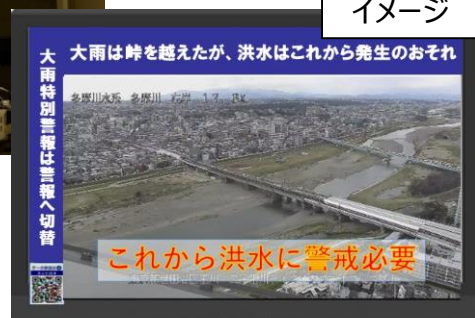 イメージ
大雨は峠を越えたが、洪水はこれから発生のおそれ
大雨特別警報は警報へ切替
多摩川水系 多摩川 右岸
これから洪水に警戒必要